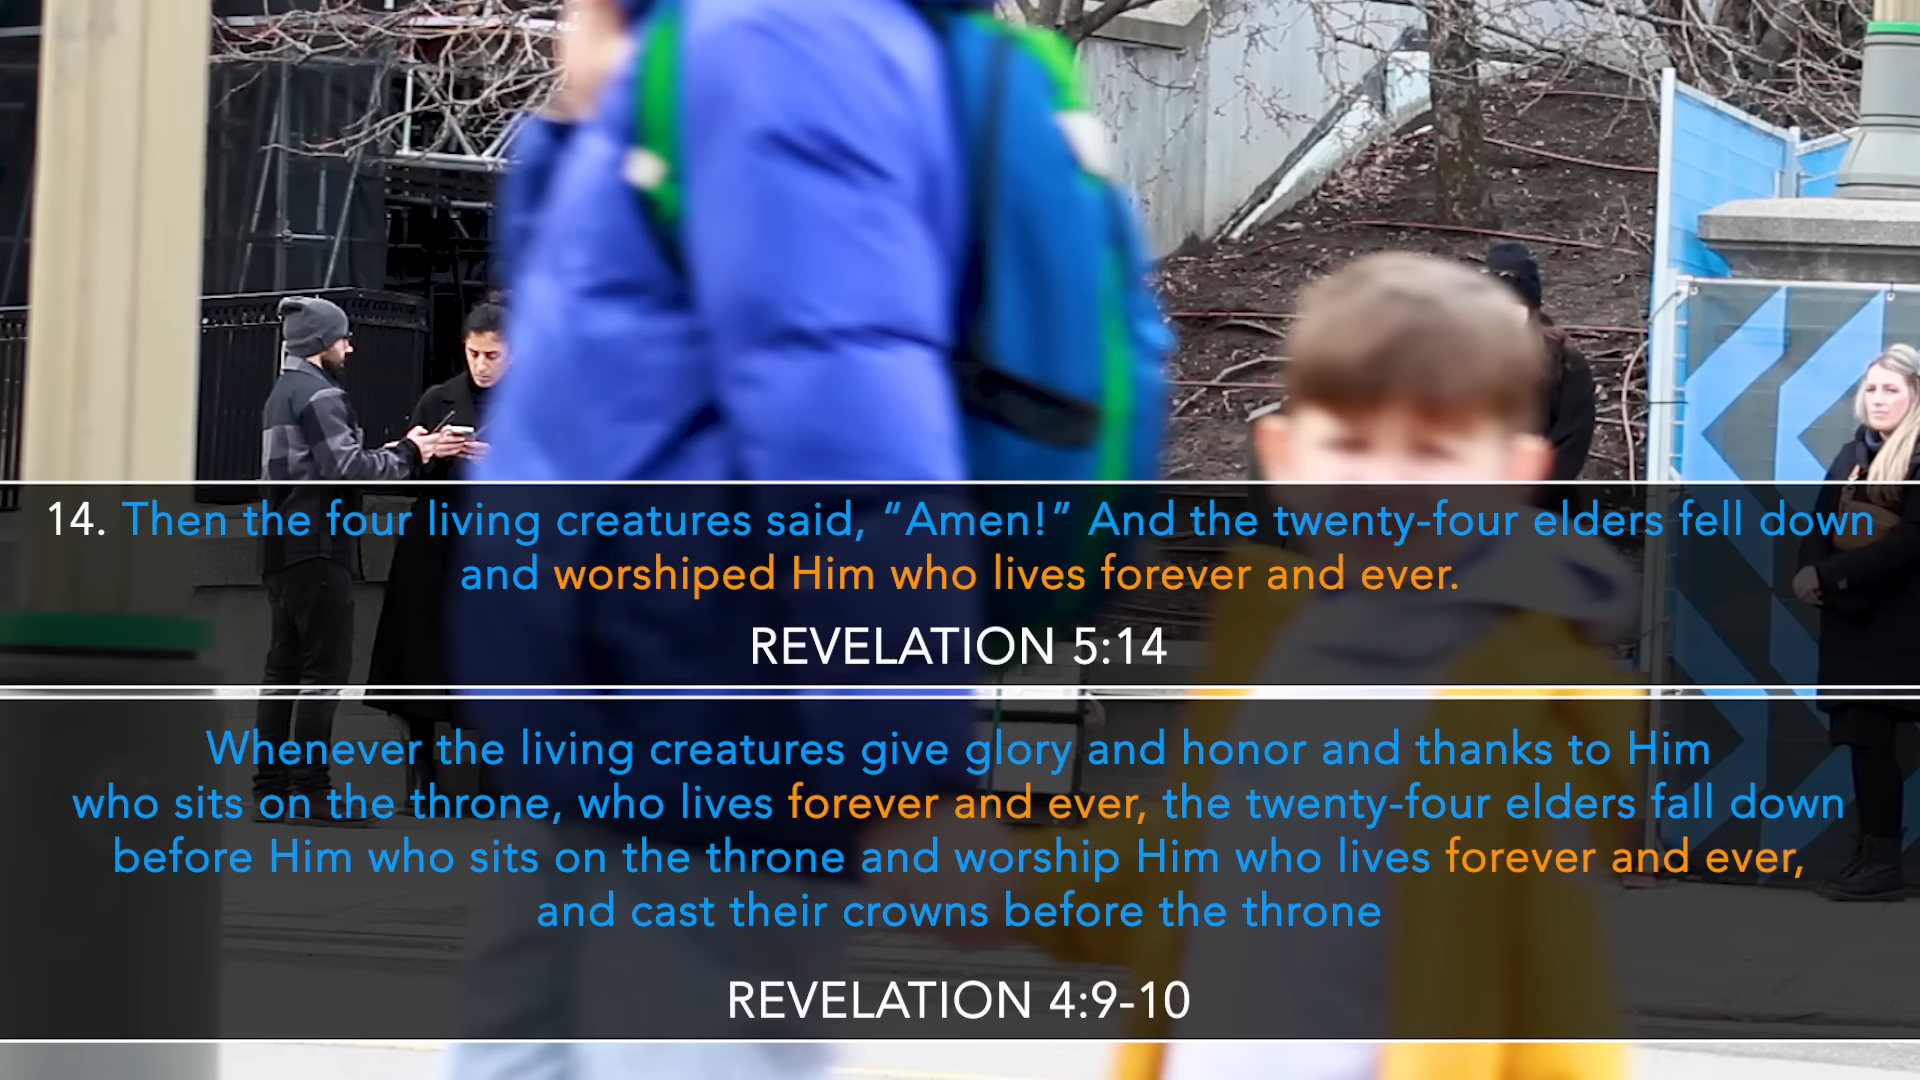 14. Then the four living creatures said, “Amen!” And the twenty-four elders fell down
and worshiped Him who lives forever and ever.
REVELATION 5:14
Whenever the living creatures give glory and honor and thanks to Him
who sits on the throne, who lives forever and ever, the twenty-four elders fall down
before Him who sits on the throne and worship Him who lives forever and ever,
and cast their crowns before the throne
REVELATION 4:9-10